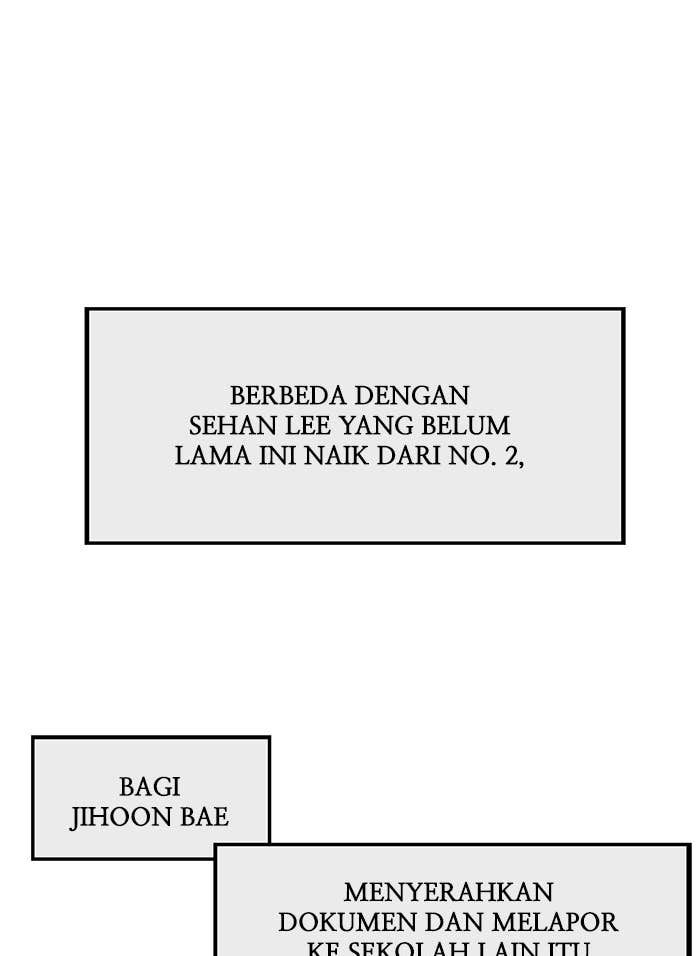 BERBEDA DENGAN
SEHAN LEE YANG BELUM
LAMA INI NAIK DARI NO. 2,
BAGI
JIHOON BAE
MENYERAHKAN
DOKUMEN DAN MELAPOR
KE SEKOLAH LAIN ITU